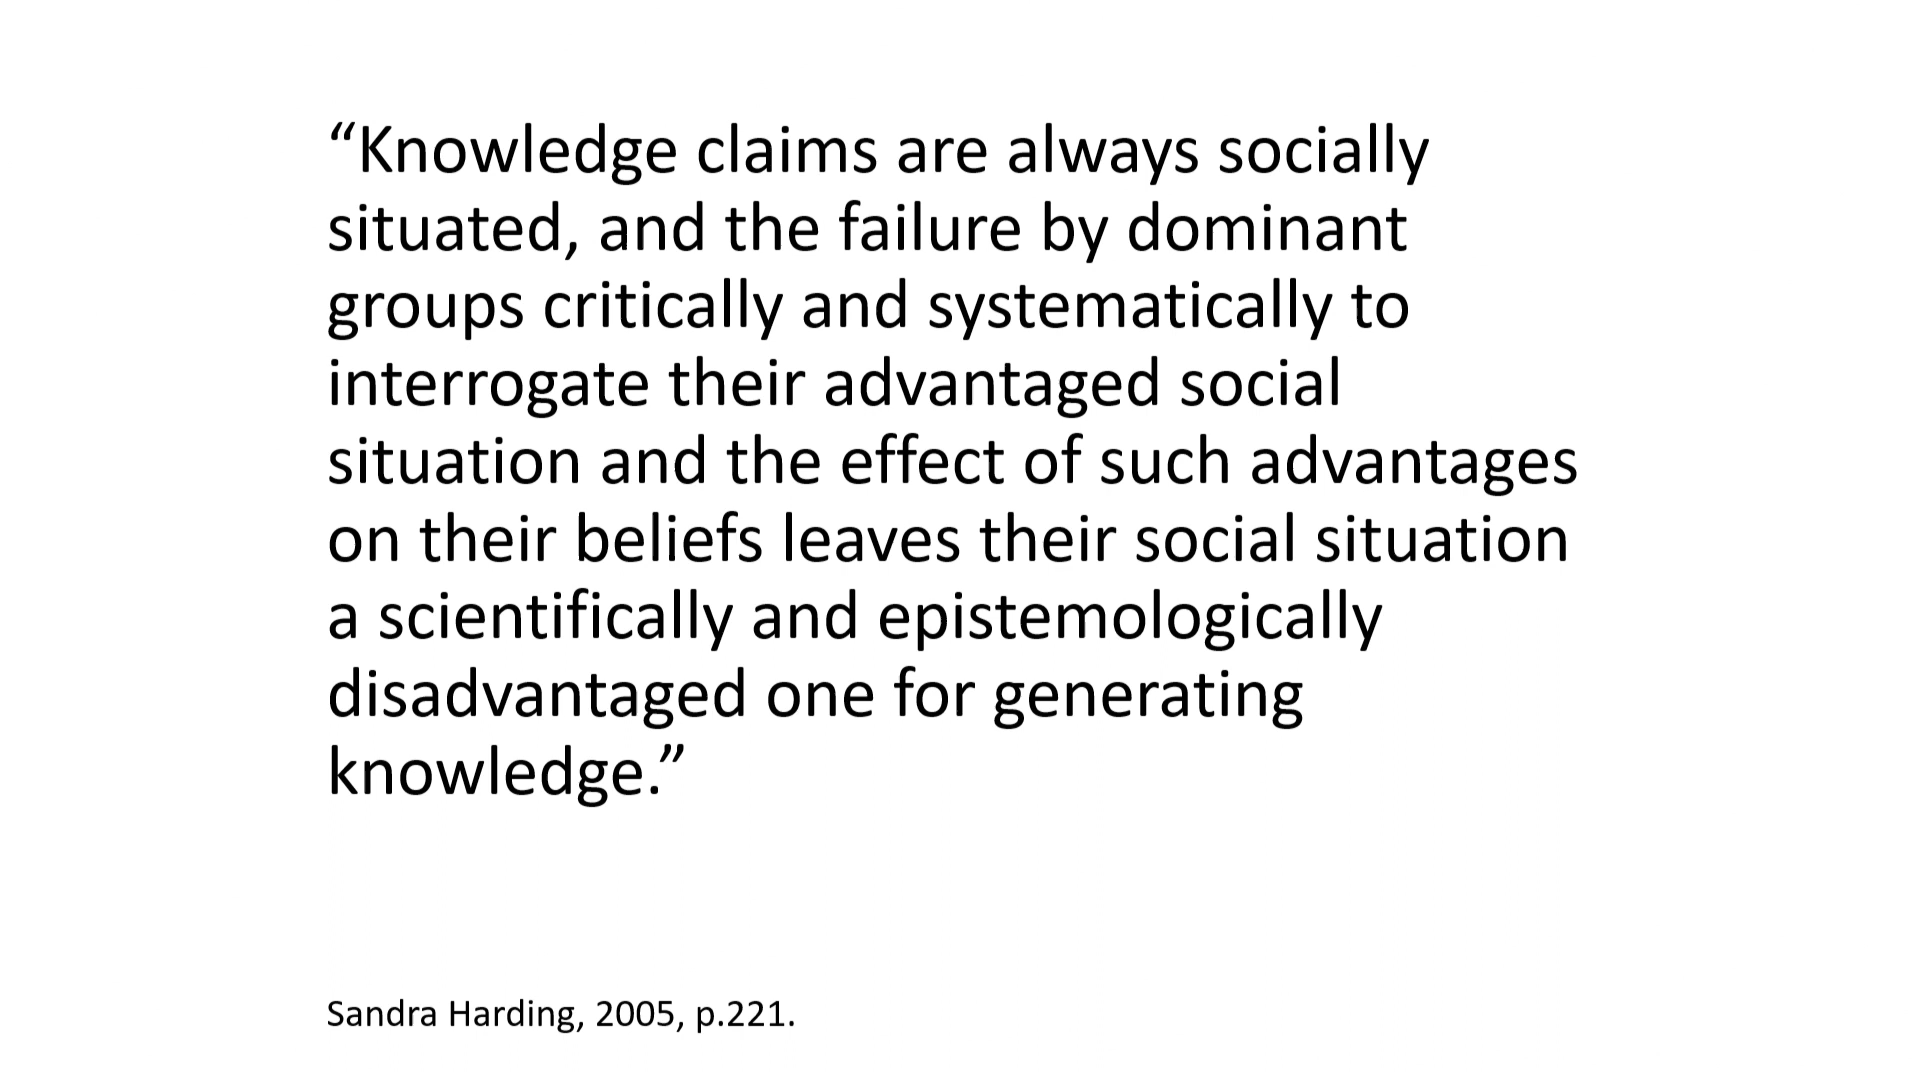 “Knowledge claims are always socially
situated, and the failure by dominant
groups critically and systematically to
interrogate their advantaged social
situation and the effect of such advantages
on their beliefs leaves their social situation
a scientifically and epistemologically
disadvantaged one for generating
knowledge.”
Sandra Harding, 2005, p.221.